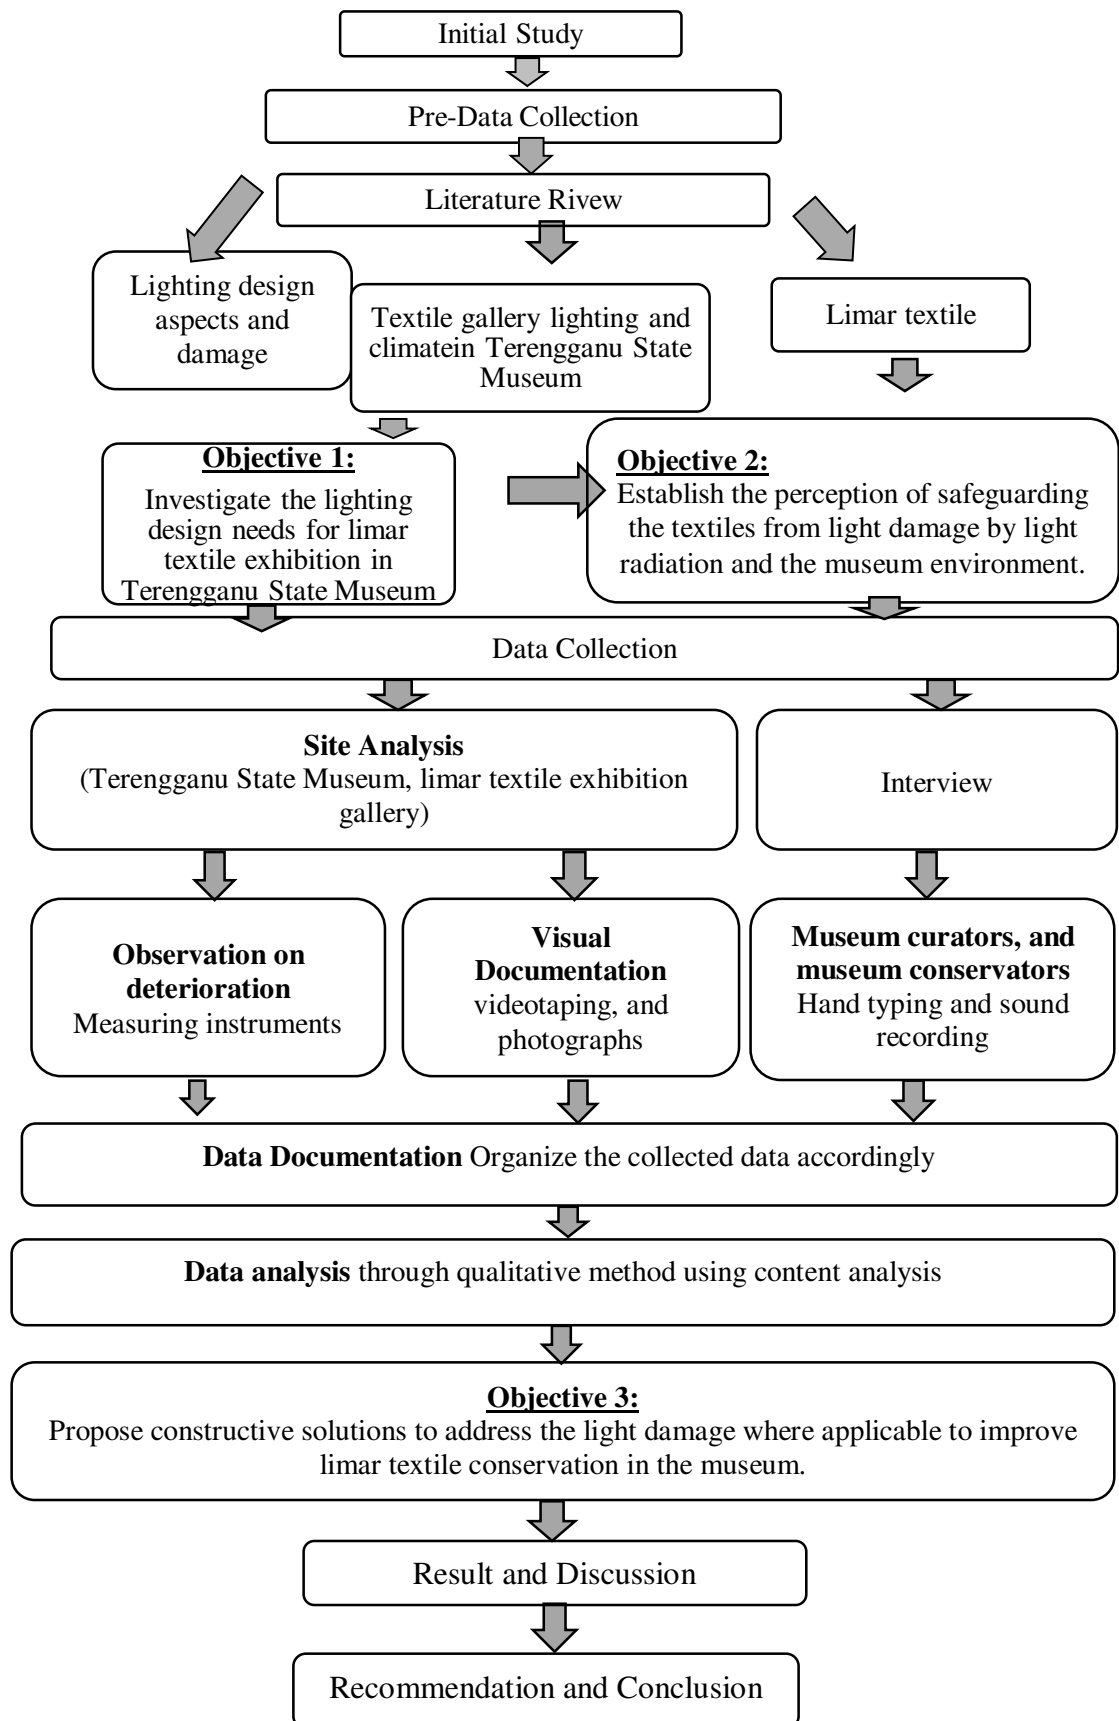 Initial Study
Pre-Data Collection
Literature Rivew
Lighting design
aspects and
damage
Textile gallery lighting and
climatein Terengganu State
Museum
Limar textile
Objective 1:
Investigate the lighting
design needs for limar
textile exhibition in
Terengganu State Museum
Objective 2:
Establish the perception of safeguarding
the textiles from light damage by light
radiation and the museum environment.
Data Collection
Site Analysis
(Terengganu State Museum, limar textile exhibition
gallery)
Interview
Observation on
deterioration
Measuring instruments
Visual
Documentation
videotaping, and
photographs
Museum curators, and
museum conservators
Hand typing and sound
recording
Data Documentation Organize the collected data accordingly
Data analysis through qualitative method using content analysis
Objective 3:
Propose constructive solutions to address the light damage where applicable to improve
limar textile conservation in the museum.
Result and Discussion
Recommendation and Conclusion